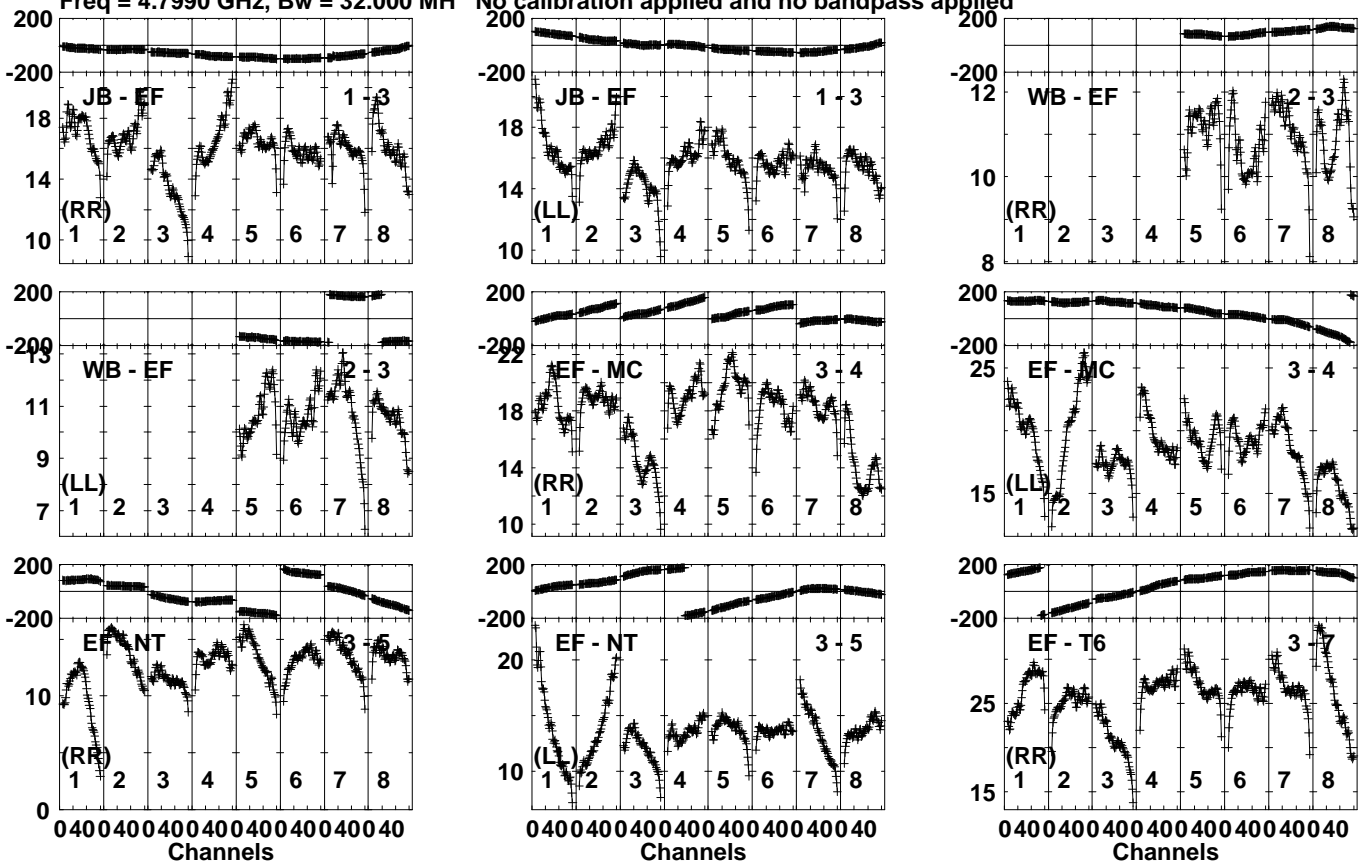 Freq = 4.7990 GHz, Bw = 32.000 MH No calibration applied and no bandpass applied
200
-200
JB - EF 1 - 3
18
14
10
(RR)
1 2 3 4 5 6 7 8
200
-200
JB - EF 1 - 3
18
14
10
(LL)
1 2 3 4 5 6 7 8
200
-200
WB - EF 2 - 3
12
10
8
(RR)
1 2 3 4 5 6 7 8
200
-200
WB - EF 2 - 3
13
11
9
7
(LL)
1 2 3 4 5 6 7 8
200
-200
EF - MC 3 - 4
22
18
14
10
(RR)
1 2 3 4 5 6 7 8
200
-200
EF - MC 3 - 4
25
15
(LL)
1 2 3 4 5 6 7 8
200
-200
EF - NT 3 - 5
10
0
(RR)
1 2 3 4 5 6 7 8
0 40 0 40 0 40 0 40 0 40 0 40 0 40 0 40
Channels
200
-200
EF - NT 3 - 5
20
10
(LL)
1 2 3 4 5 6 7 8
0 40 0 40 0 40 0 40 0 40 0 40 0 40 0 40
Channels
200
-200
EF - T6 3 - 7
25
15
(RR)
1 2 3 4 5 6 7 8
0 40 0 40 0 40 0 40 0 40 0 40 0 40 0 40
Channels